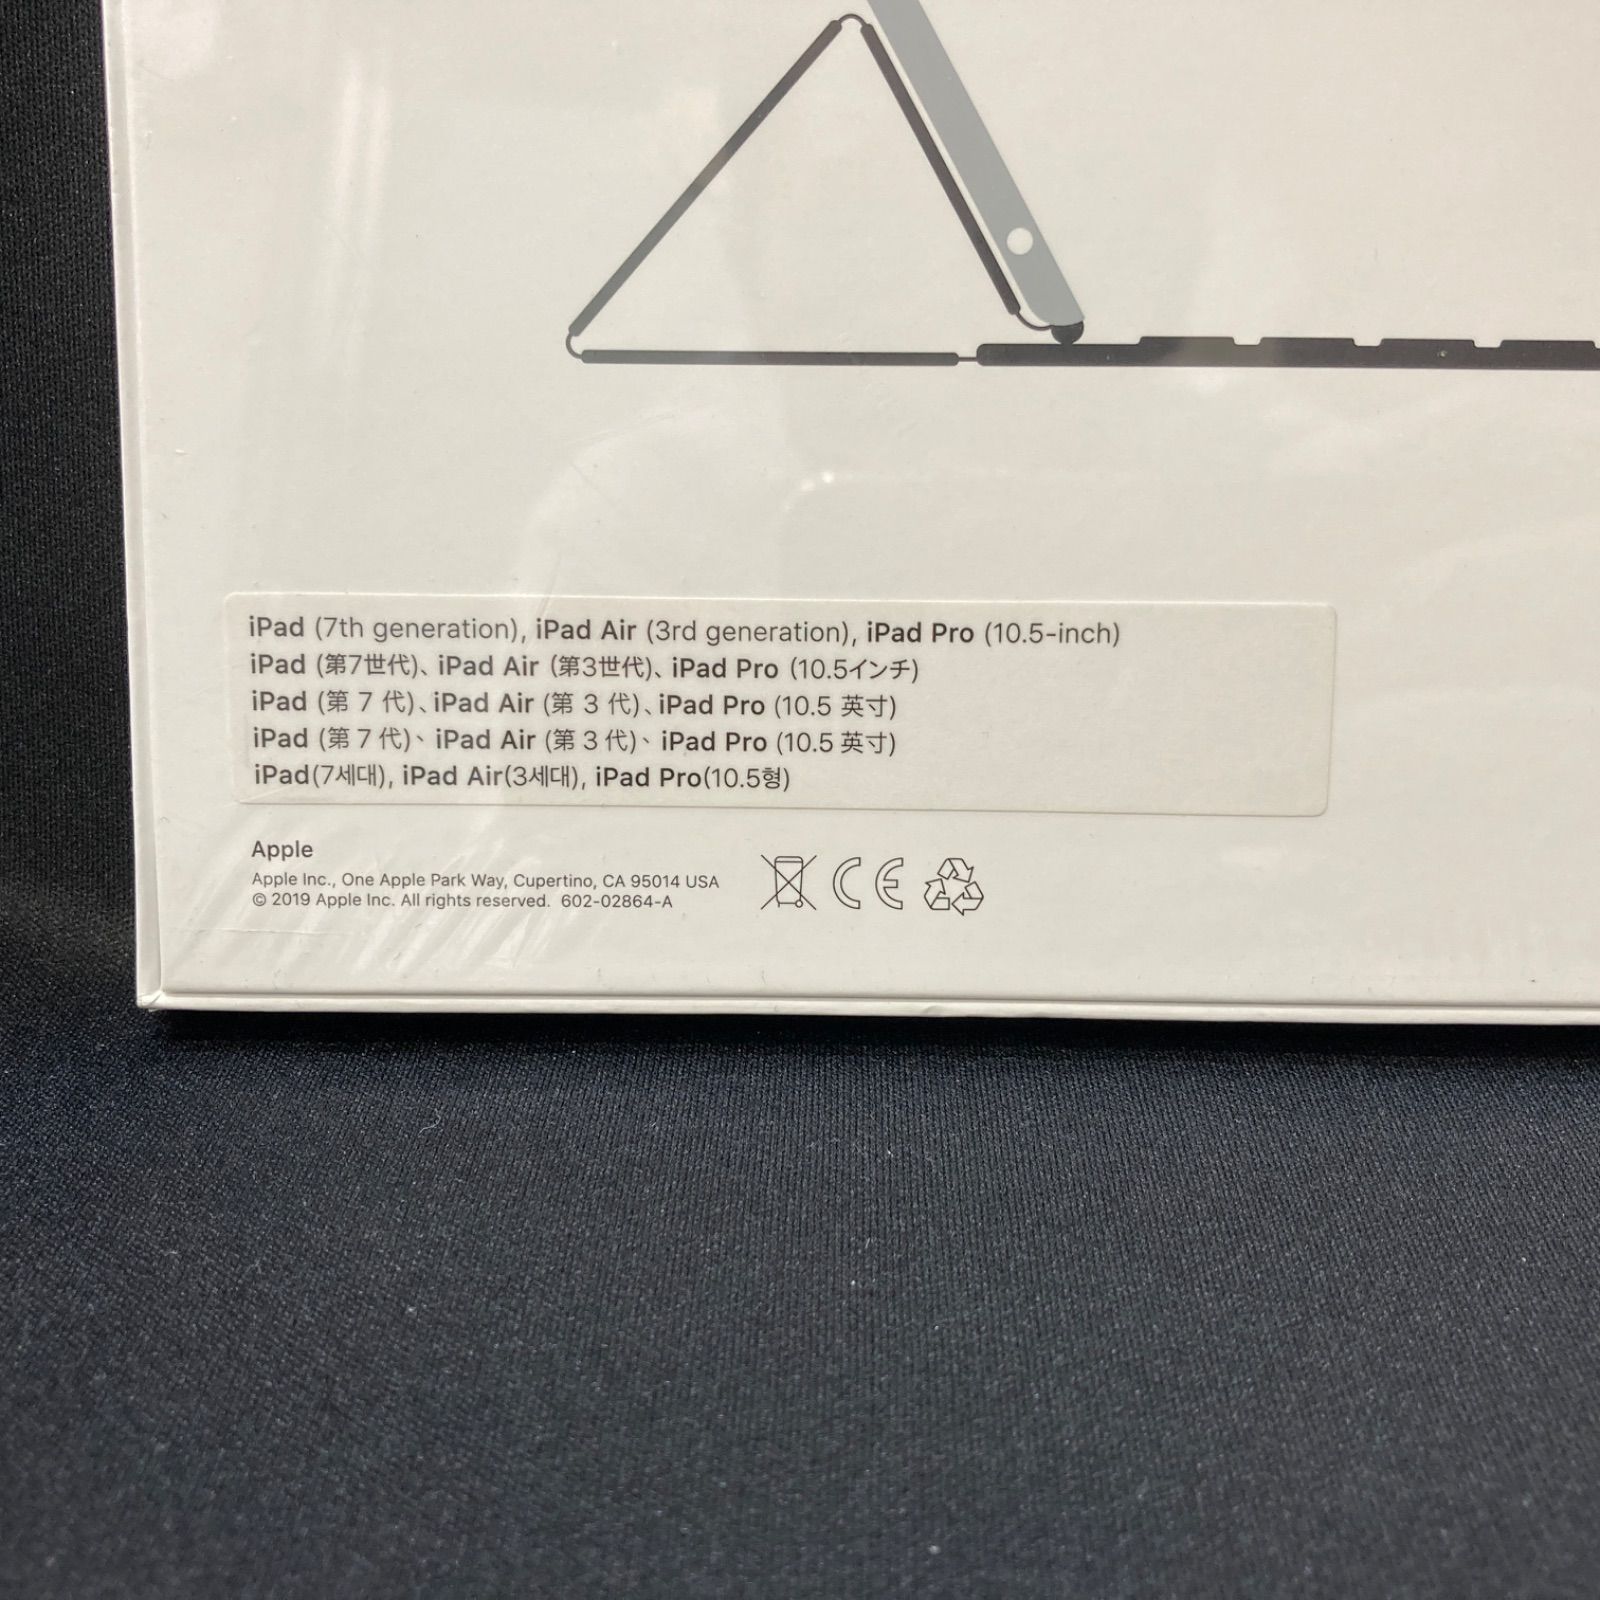 iPad (7th generation), iPad Air (3rd generation), iPad Pro (10.5-inch)
iPad (第7世代)、iPad Air (第3世代)、iPad Pro (10.5インチ)
iPad (第 7 代)、iPad Air (第 3 代)、iPad Pro (10.5 英寸)
iPad (第 7 代)、iPad Air (第 3 代)、iPad Pro (10.5 英寸)
iPad(7세대), iPad Air(3세대), iPad Pro(10.5형)
Apple
Apple Inc., One Apple Park Way, Cupertino, CA 95014 USA
© 2019 Apple Inc. All rights reserved. 602-02864-A
CE